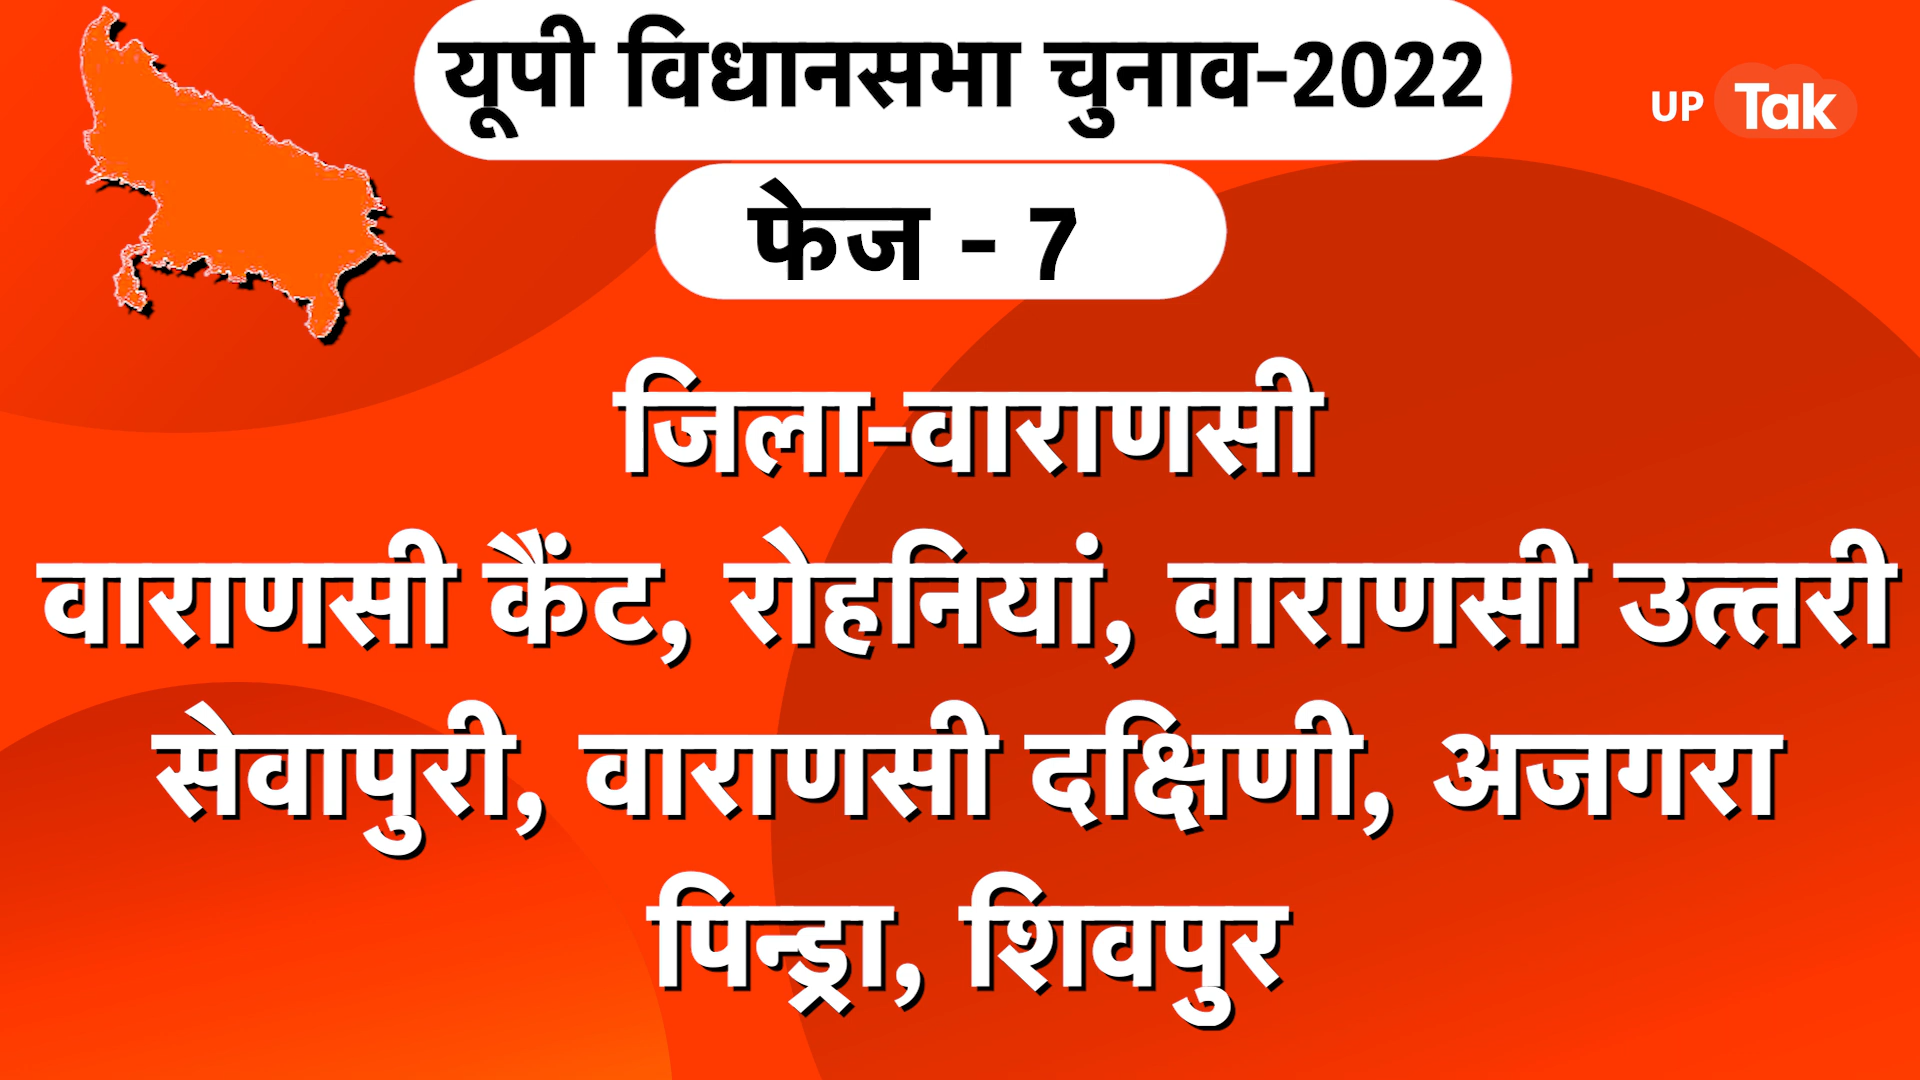 यूपी विधानसभा चुनाव-2022
UP Tak
फेज - 7
जिला-वाराणसी
वाराणसी कैंट, रोहनियां, वाराणसी उत्तरी
सेवापुरी, वाराणसी दक्षिणी, अजगरा
पिन्ड्रा, शिवपुर